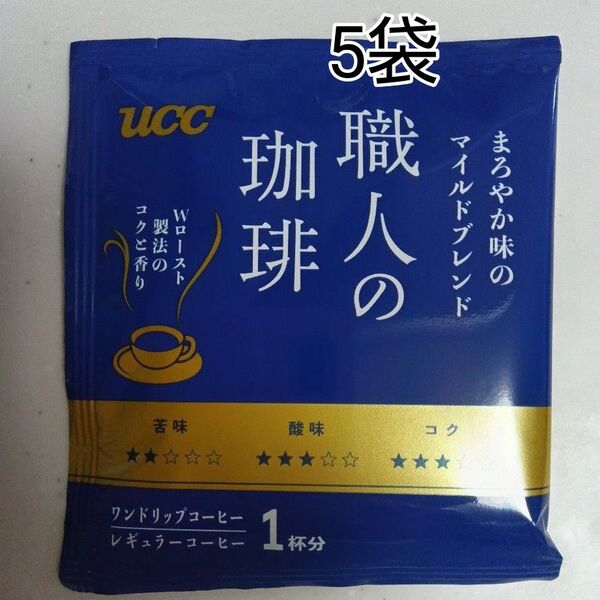 5袋
ucc
職人の
珈琲
まろやか味の
マイルドブレンド
Wロースト
製法の
コクと香り
苦味
★★☆☆☆
酸味
★★★☆☆
コク
★★★☆☆
ワンドリップコーヒー
レギュラーコーヒー
1杯分